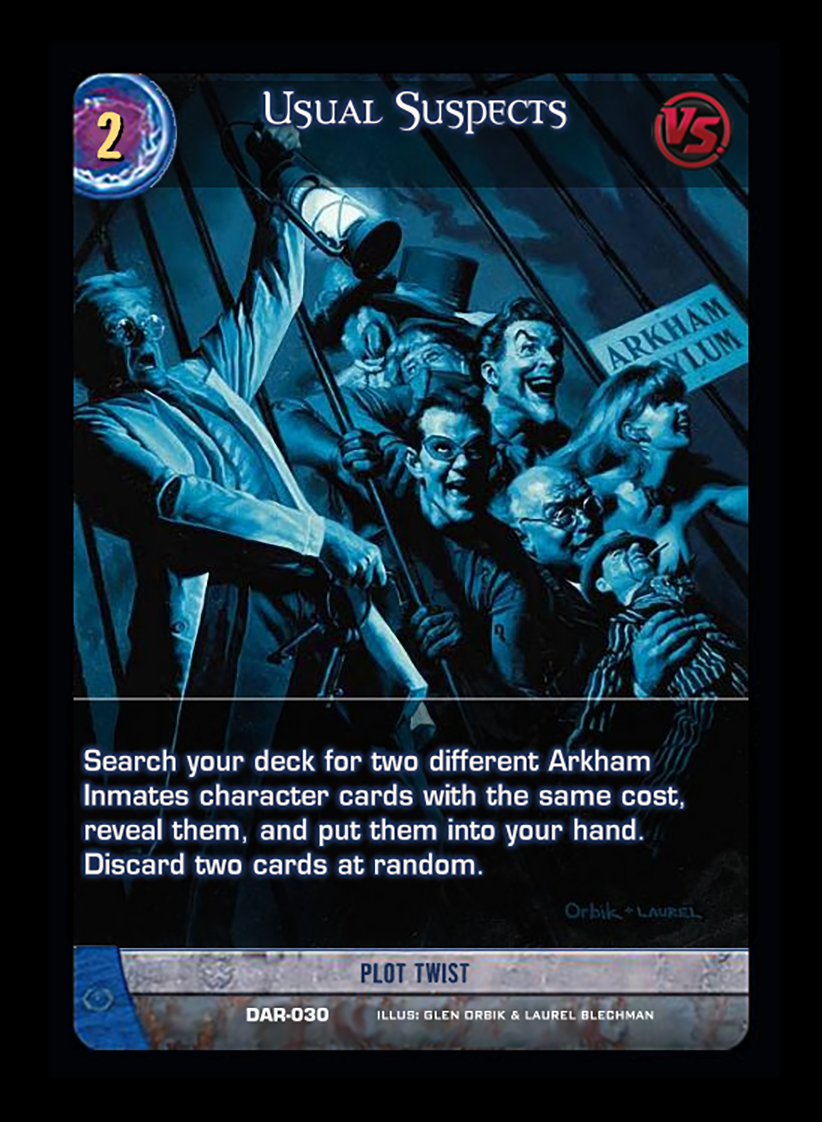 2
Usual Suspects
VS.
ARKHAM
ASYLUM
Search your deck for two different Arkham
Inmates character cards with the same cost,
reveal them, and put them into your hand.
Discard two cards at random.
Orbik + LAUREL
PLOT TWIST
DAR-030 ILLUS: GLEN ORBIK & LAUREL BLECHMAN